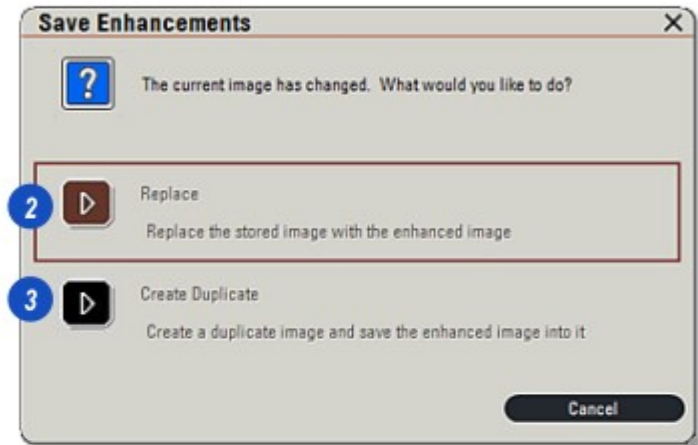 Save Enhancements
?
The current image has changed. What would you like to do?
2
Replace
Replace the stored image with the enhanced image
3
Create Duplicate
Create a duplicate image and save the enhanced image into it
Cancel